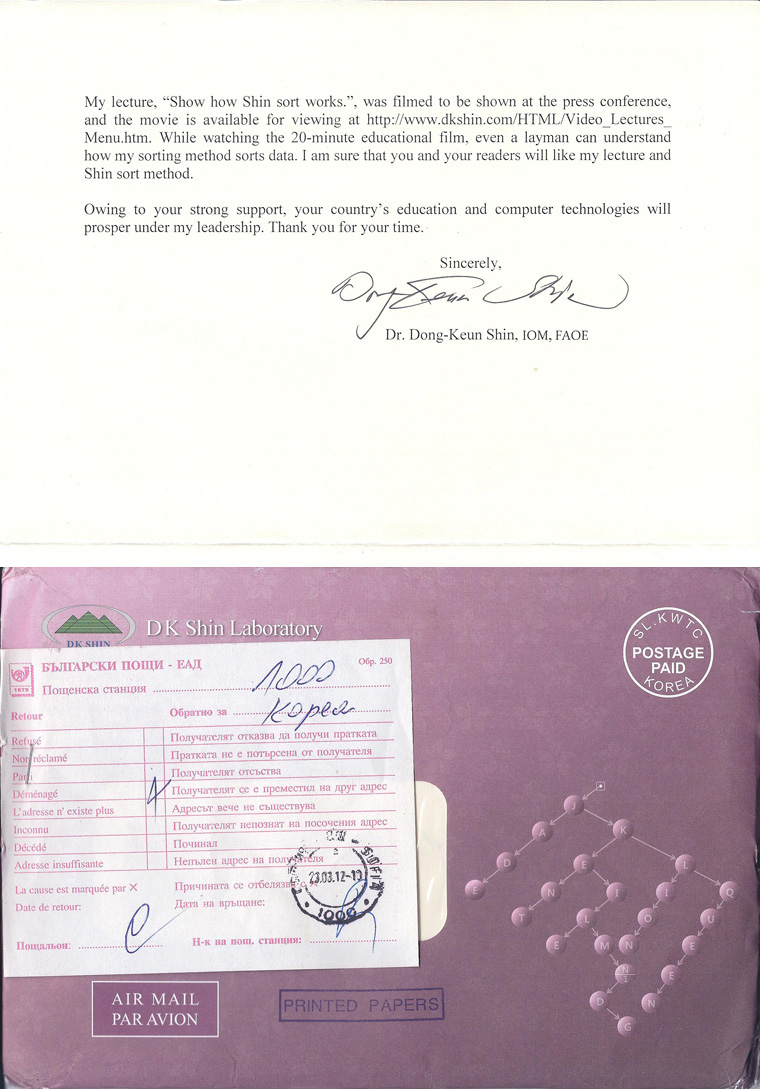 My lecture, “Show how Shin sort works.”, was filmed to be shown at the press conference,
and the movie is available for viewing at http://www.dkshin.com/HTML/Video_Lectures_
Menu.htm. While watching the 20-minute educational film, even a layman can understand
how my sorting method sorts data. I am sure that you and your readers will like my lecture and
Shin sort method.
Owing to your strong support, your country’s education and computer technologies will
prosper under my leadership. Thank you for your time.
Sincerely,
Dong-Keun Shin
Dr. Dong-Keun Shin, IOM, FAOE
DK SHIN
DK Shin Laboratory
SL.KWTC
POSTAGE
PAID
KOREA
БЪЛГАРСКИ ПОЩИ - ЕАД
Обр. 250
1879
Пощенска станция 1000
Retour
Обратно за Корея
Refusé
Получателят отказва да получи пратката
Non réclamé
Пратката не е потърсена от получателя
Parti
Получателят отсъства
Déménagé
Получателят се е преместил на друг адрес
L'adresse n' existe plus
Адресът вече не съществува
Inconnu
Получателят непознат на посочения адрес
Décédé
Починал
Adresse insuffisante
Непълен адрес на получателя
La cause est marquée par X
Причината се отбелязва с X
Date de retour:
Дата на връщане:
23.03.12-10
1000
Пощальон:
Н-к на пощ. станция:
AIR MAIL
PAR AVION
PRINTED PAPERS
J
A K
D E I
E N I L Q
T L O U
E M N E
N E
D N
G